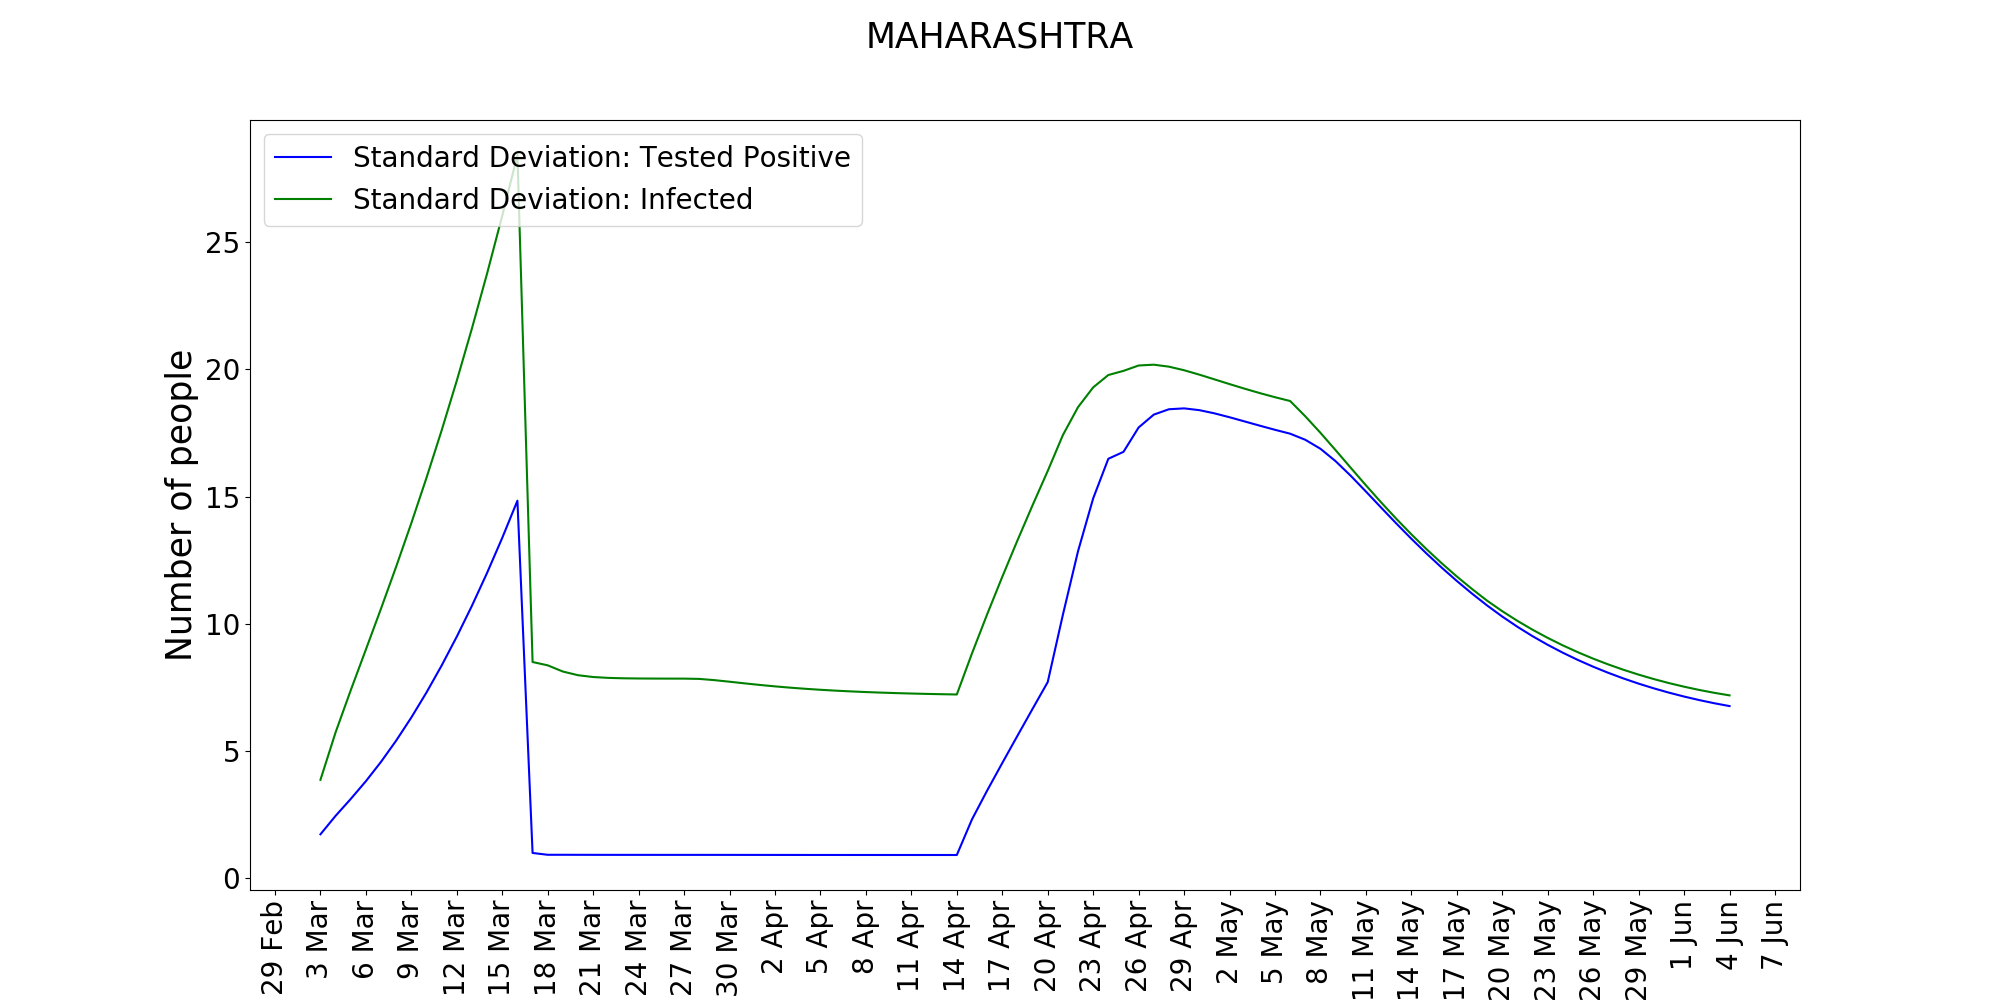 MAHARASHTRA
Standard Deviation: Tested Positive
Standard Deviation: Infected
Number of people
25
20
15
10
5
0
29 Feb
3 Mar
6 Mar
9 Mar
12 Mar
15 Mar
18 Mar
21 Mar
24 Mar
27 Mar
30 Mar
2 Apr
5 Apr
8 Apr
11 Apr
14 Apr
17 Apr
20 Apr
23 Apr
26 Apr
29 Apr
2 May
5 May
8 May
11 May
14 May
17 May
20 May
23 May
26 May
29 May
1 Jun
4 Jun
7 Jun